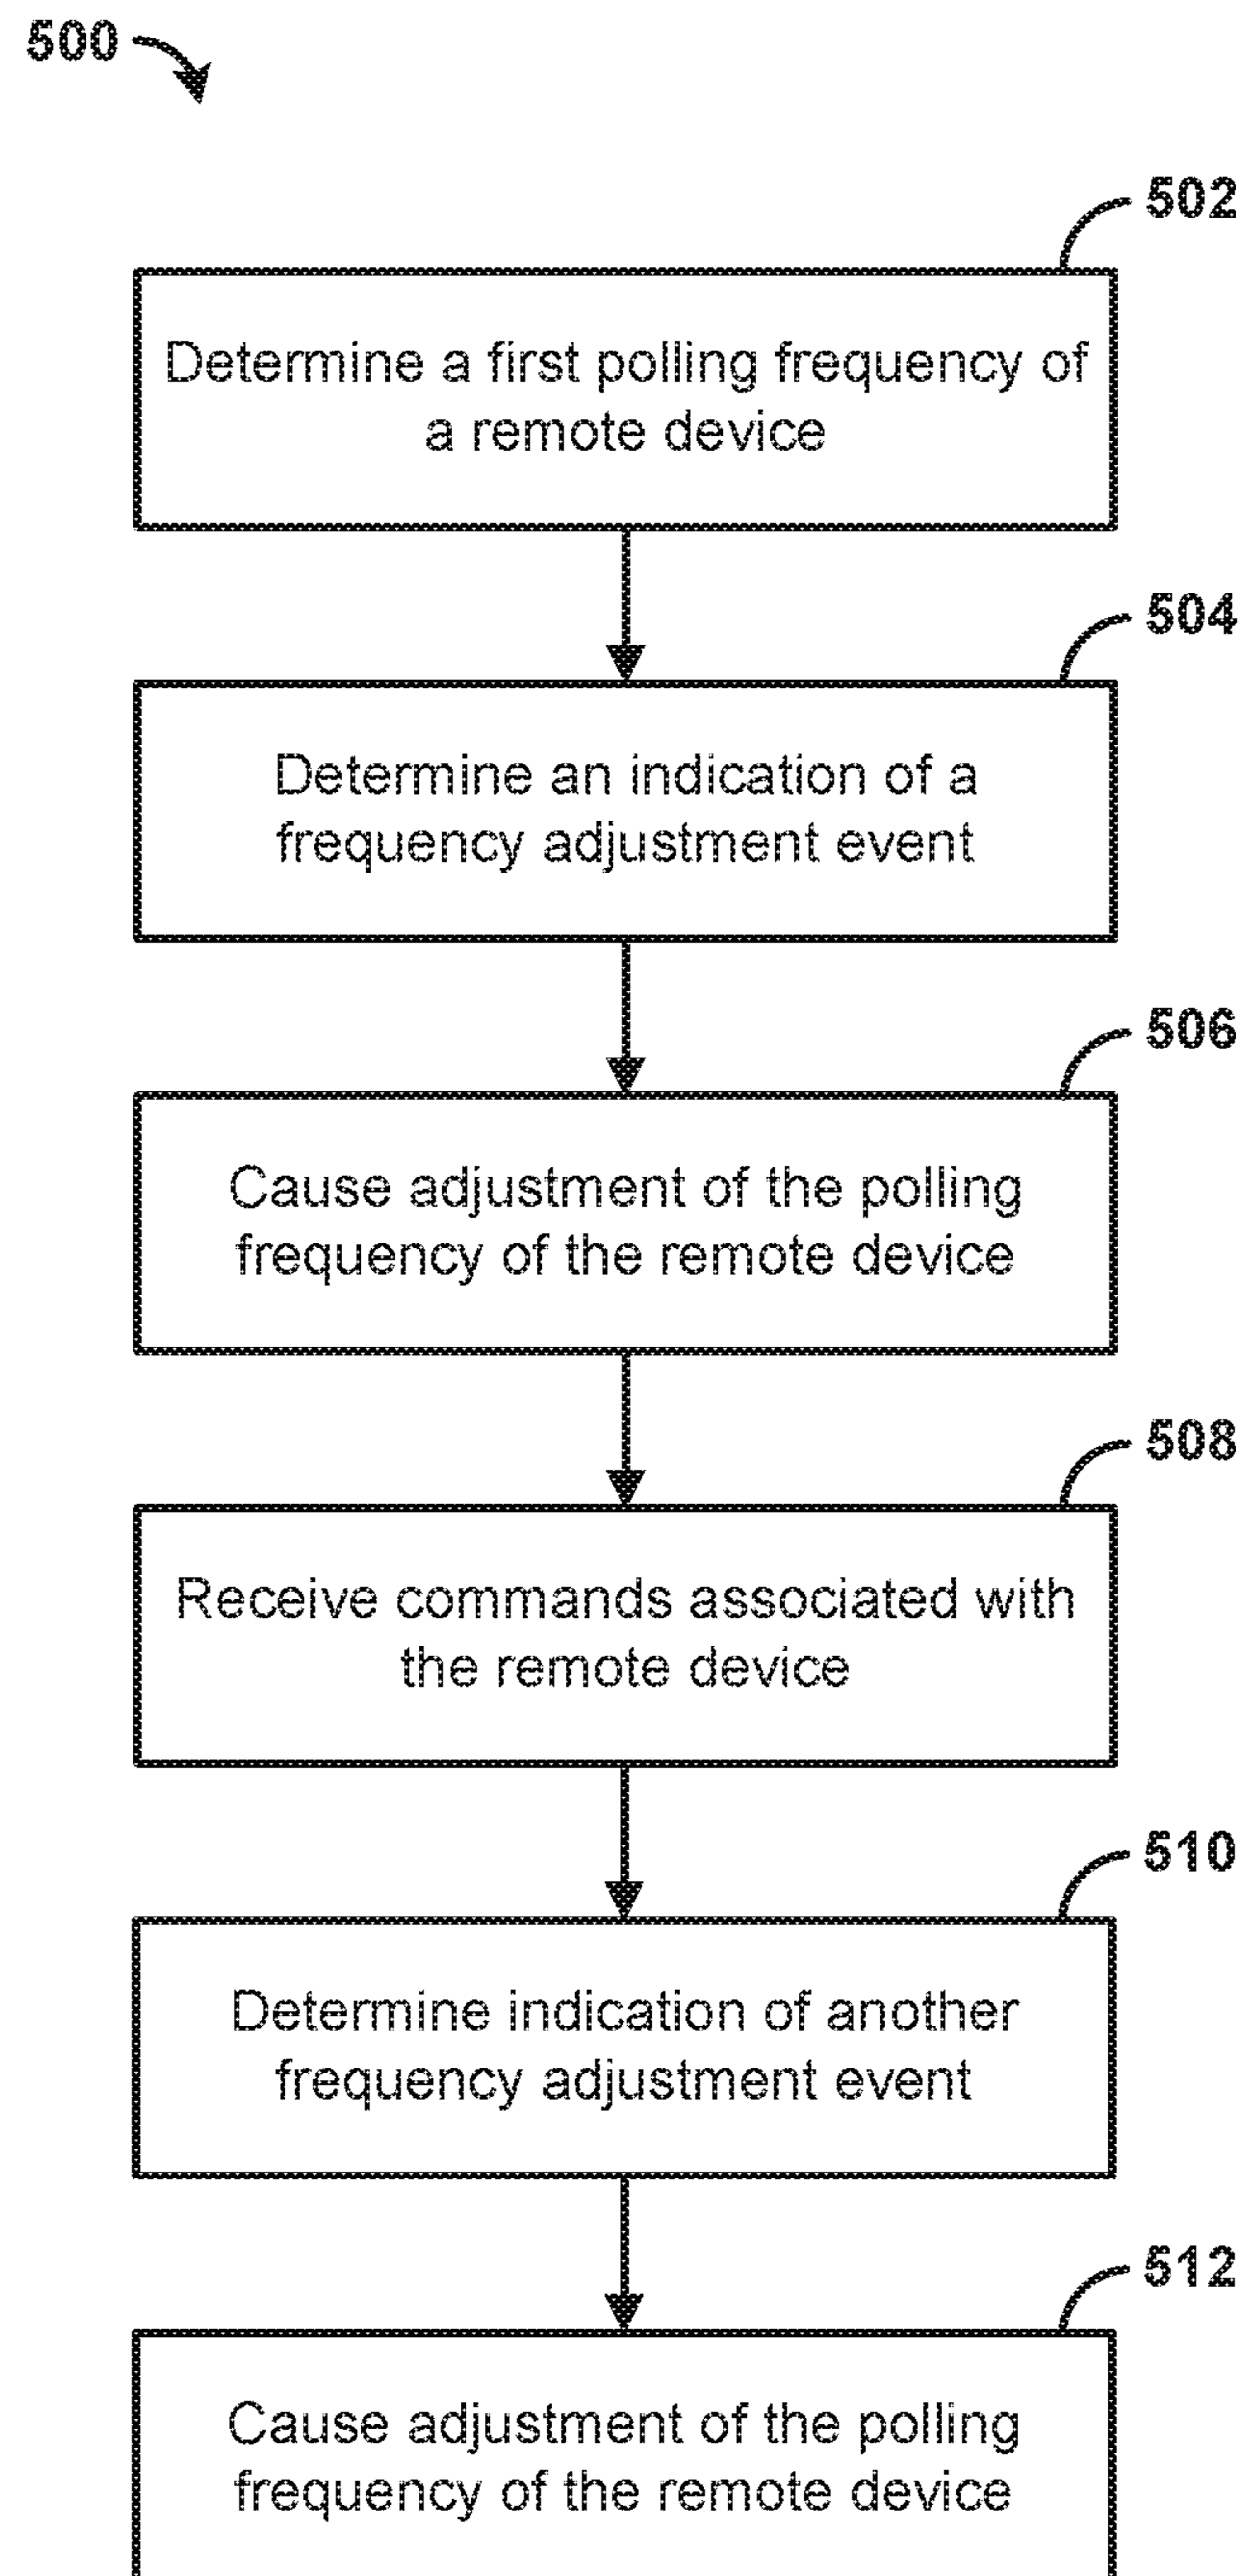 500
502
Determine a first polling frequency of
a remote device
504
Determine an indication of a
frequency adjustment event
506
Cause adjustment of the polling
frequency of the remote device
508
Receive commands associated with
the remote device
510
Determine indication of another
frequency adjustment event
512
Cause adjustment of the polling
frequency of the remote device